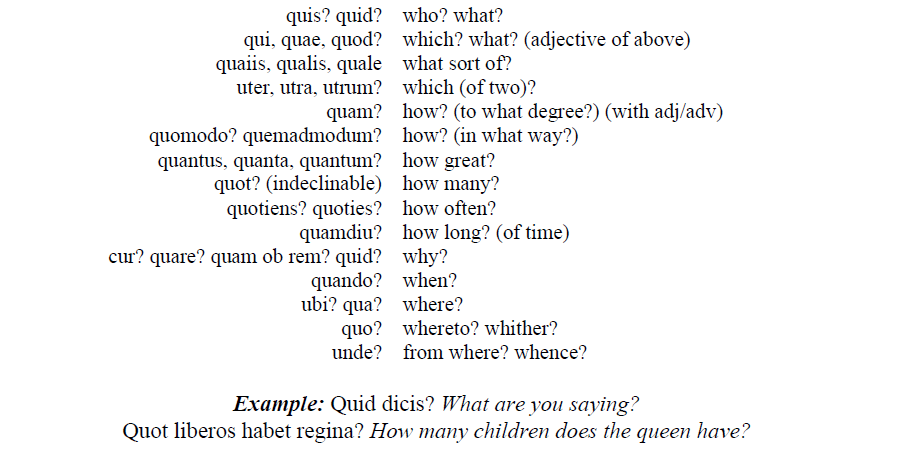 quis? quid? who? what?
qui, quae, quod? which? what? (adjective of above)
quaiis, qualis, quale what sort of?
uter, utra, utrum? which (of two)?
quam? how? (to what degree?) (with adj/adv)
quomodo? quemadmodum? how? (in what way?)
quantus, quanta, quantum? how great?
quot? (indeclinable) how many?
quotiens? quoties? how often?
quamdiu? how long? (of time)
cur? quare? quam ob rem? quid? why?
quando? when?
ubi? qua? where?
quo? whereto? whither?
unde? from where? whence?
Example: Quid dicis? What are you saying?
Quot liberos habet regina? How many children does the queen have?